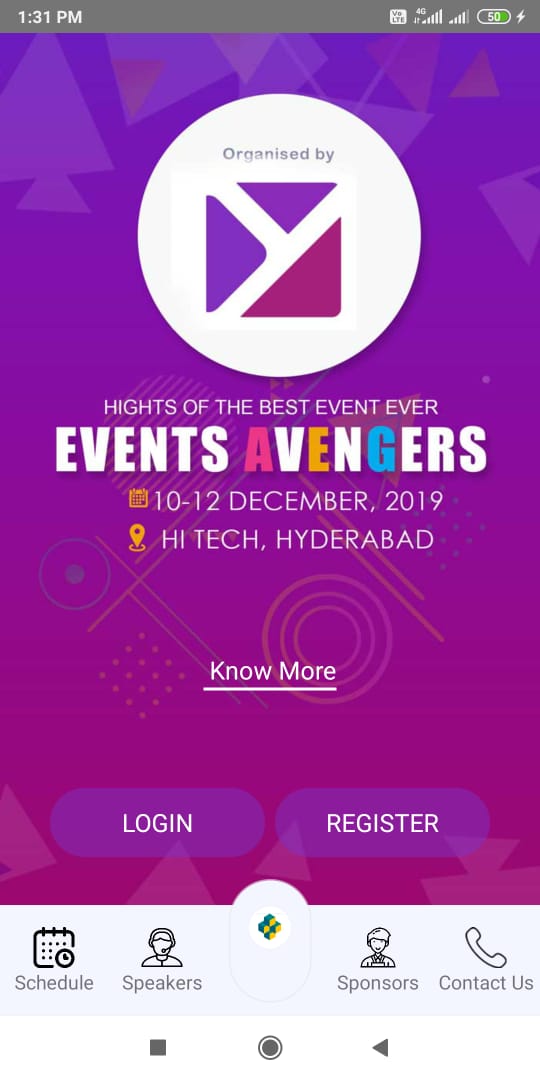 1:31 PM
Vo LTE 4G 50
Organised by
HIGHTS OF THE BEST EVENT EVER
EVENTS AVENGERS
10-12 DECEMBER, 2019
HI TECH, HYDERABAD
Know More
LOGIN REGISTER
Schedule Speakers Sponsors Contact Us